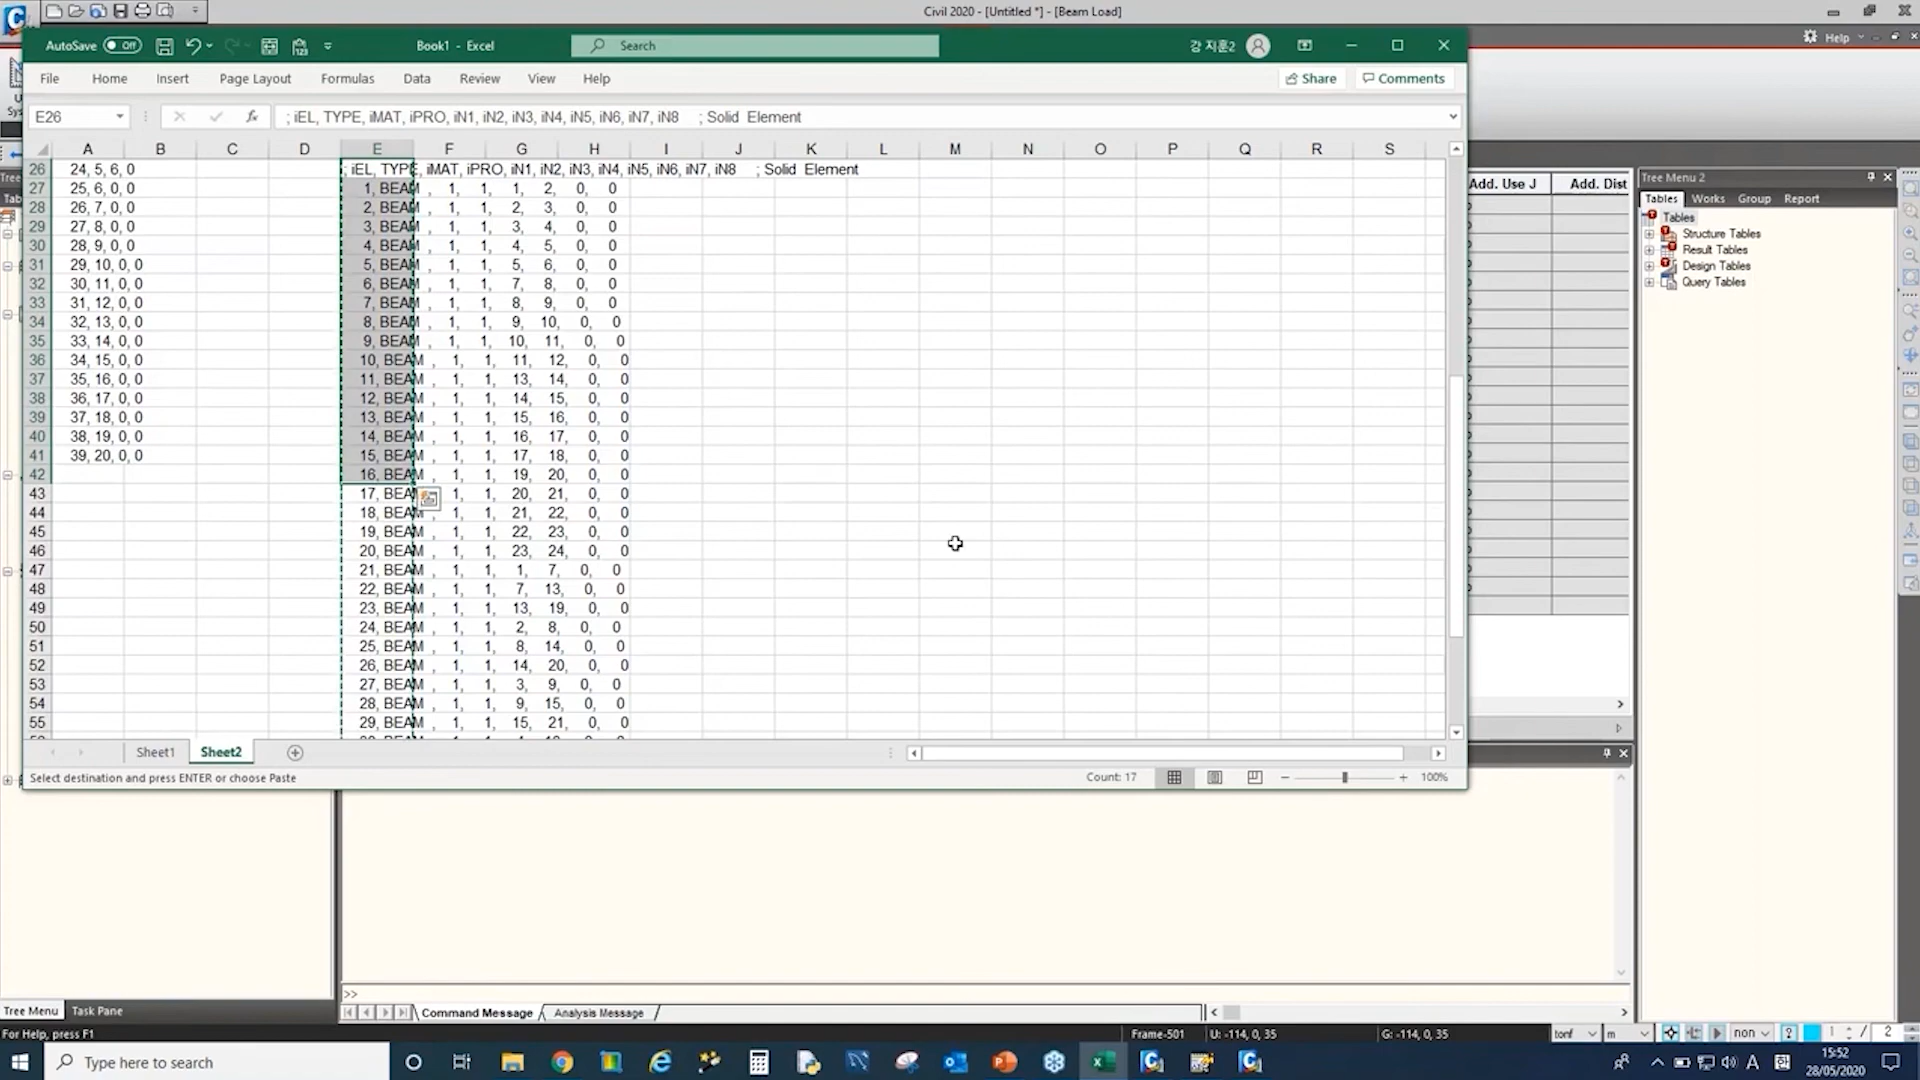 Civil 2020 - [Untitled *] - [Beam Load]
AutoSave Off
Book1 - Excel
Search
강 지훈2
Help
File Home Insert Page Layout Formulas Data Review View Help
Share Comments
E26
fx
; iEL, TYPE, iMAT, iPRO, iN1, iN2, iN3, iN4, iN5, iN6, iN7, iN8 ; Solid Element
A B C D E F G H I J K L M N O P Q R S
26 24, 5, 6, 0 ; iEL, TYPE, iMAT, iPRO, iN1, iN2, iN3, iN4, iN5, iN6, iN7, iN8 ; Solid Element
27 25, 6, 0, 0 1, BEAM , 1, 1, 1, 2, 0, 0
28 26, 7, 0, 0 2, BEAM , 1, 1, 2, 3, 0, 0
29 27, 8, 0, 0 3, BEAM , 1, 1, 3, 4, 0, 0
30 28, 9, 0, 0 4, BEAM , 1, 1, 4, 5, 0, 0
31 29, 10, 0, 0 5, BEAM , 1, 1, 5, 6, 0, 0
32 30, 11, 0, 0 6, BEAM , 1, 1, 7, 8, 0, 0
33 31, 12, 0, 0 7, BEAM , 1, 1, 8, 9, 0, 0
34 32, 13, 0, 0 8, BEAM , 1, 1, 9, 10, 0, 0
35 33, 14, 0, 0 9, BEAM , 1, 1, 10, 11, 0, 0
36 34, 15, 0, 0 10, BEAM , 1, 1, 11, 12, 0, 0
37 35, 16, 0, 0 11, BEAM , 1, 1, 13, 14, 0, 0
38 36, 17, 0, 0 12, BEAM , 1, 1, 14, 15, 0, 0
39 37, 18, 0, 0 13, BEAM , 1, 1, 15, 16, 0, 0
40 38, 19, 0, 0 14, BEAM , 1, 1, 16, 17, 0, 0
41 39, 20, 0, 0 15, BEAM , 1, 1, 17, 18, 0, 0
42 16, BEAM , 1, 1, 19, 20, 0, 0
43 17, BEAM 1, 1, 20, 21, 0, 0
44 18, BEAM , 1, 1, 21, 22, 0, 0
45 19, BEAM , 1, 1, 22, 23, 0, 0
46 20, BEAM , 1, 1, 23, 24, 0, 0
47 21, BEAM , 1, 1, 1, 7, 0, 0
48 22, BEAM , 1, 1, 7, 13, 0, 0
49 23, BEAM , 1, 1, 13, 19, 0, 0
50 24, BEAM , 1, 1, 2, 8, 0, 0
51 25, BEAM , 1, 1, 8, 14, 0, 0
52 26, BEAM , 1, 1, 14, 20, 0, 0
53 27, BEAM , 1, 1, 3, 9, 0, 0
54 28, BEAM , 1, 1, 9, 15, 0, 0
55 29, BEAM , 1, 1, 15, 21, 0, 0
Sheet1 Sheet2
Select destination and press ENTER or choose Paste
Count: 17
100%
Add. Use J Add. Dist
Tree Menu 2
Tables Works Group Report
Tables
Structure Tables
Result Tables
Design Tables
Query Tables
>>
Tree Menu Task Pane
Command Message Analysis Message
For Help, press F1
Frame-501 U: -114, 0, 35 G: -114, 0, 35
tonf m non ? 1 / 2
Type here to search
A 한
15:52
28/05/2020